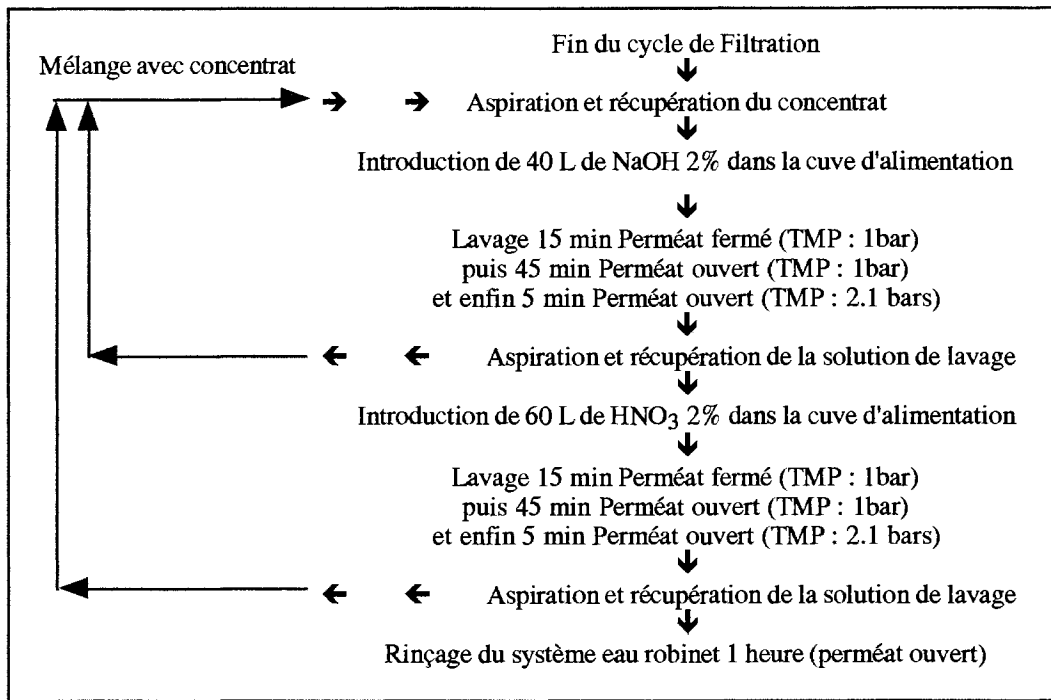 Fin du cycle de Filtration
Mélange avec concentrat
Aspiration et récupération du concentrat
Introduction de 40 L de NaOH 2% dans la cuve d'alimentation
Lavage 15 min Perméat fermé (TMP : 1bar)
puis 45 min Perméat ouvert (TMP : 1bar)
et enfin 5 min Perméat ouvert (TMP : 2.1 bars)
Aspiration et récupération de la solution de lavage
Introduction de 60 L de HNO3 2% dans la cuve d'alimentation
Lavage 15 min Perméat fermé (TMP : 1bar)
puis 45 min Perméat ouvert (TMP : 1bar)
et enfin 5 min Perméat ouvert (TMP : 2.1 bars)
Aspiration et récupération de la solution de lavage
Rinçage du système eau robinet 1 heure (perméat ouvert)